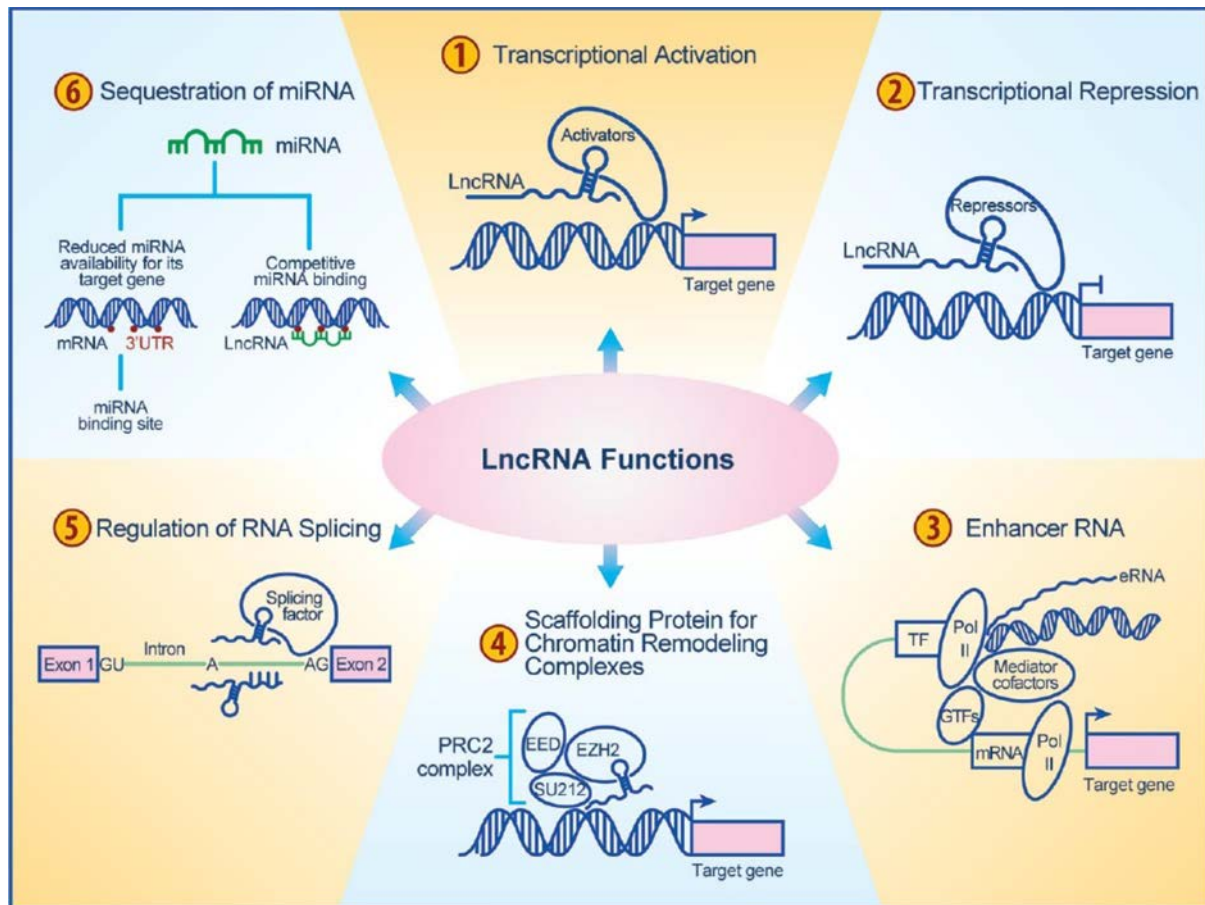 1 Transcriptional Activation
LncRNA
Activators
Target gene
2 Transcriptional Repression
LncRNA
Repressors
Target gene
3 Enhancer RNA
eRNA
TF
Pol
II
Mediator
cofactors
GTFs
mRNA
Pol
II
Target gene
4 Scaffolding Protein for
Chromatin Remodeling
Complexes
PRC2
complex
EED
EZH2
SU212
Target gene
5 Regulation of RNA Splicing
Splicing
factor
Exon 1
GU
Intron
A
AG
Exon 2
6 Sequestration of miRNA
miRNA
Reduced miRNA
availability for its
target gene
mRNA
3'UTR
miRNA
binding site
Competitive
miRNA binding
LncRNA
LncRNA Functions